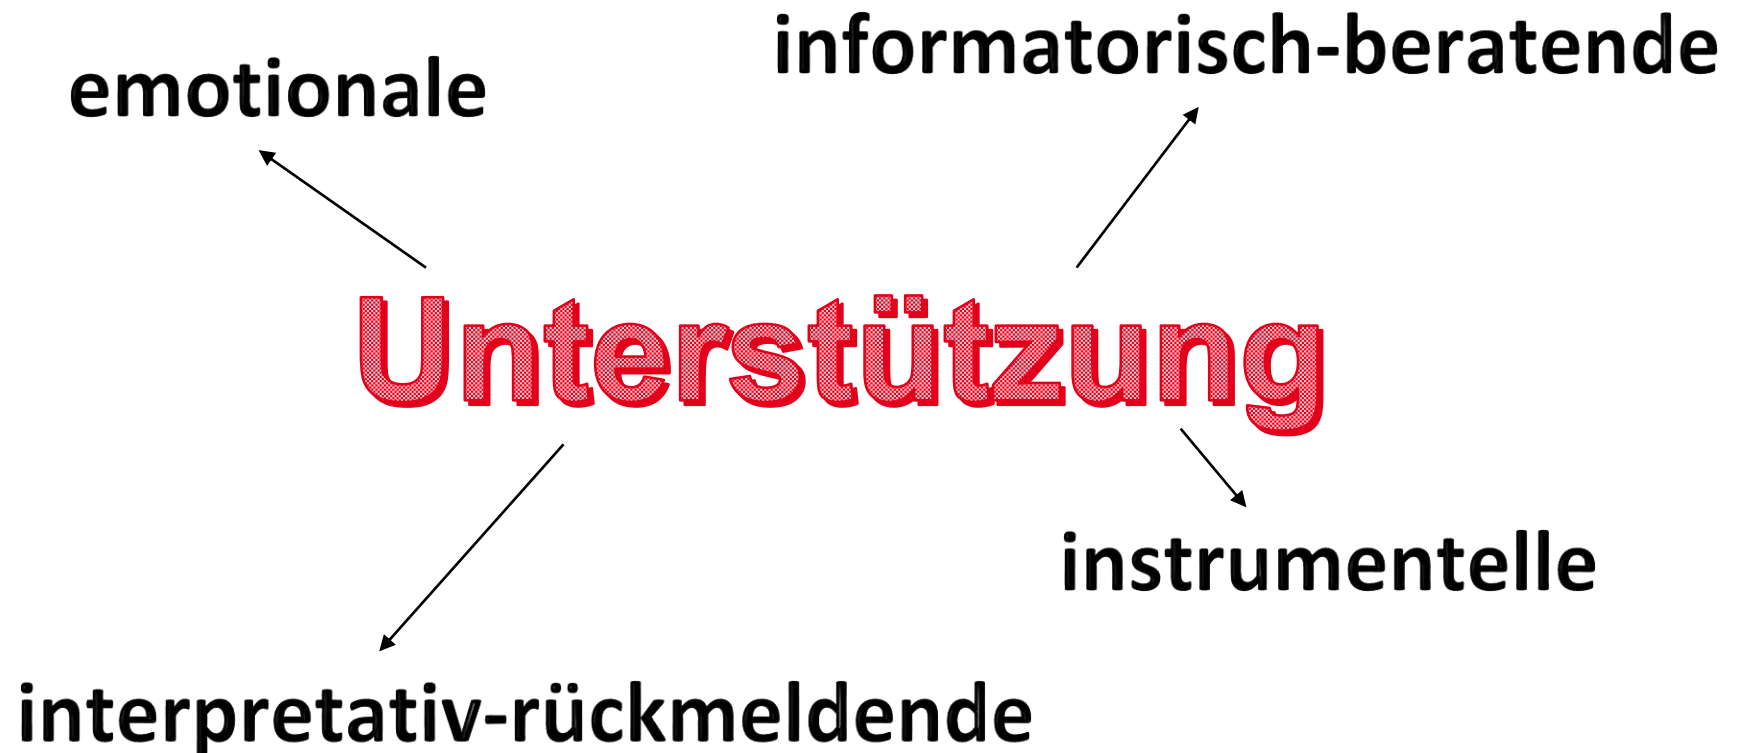 emotionale
informatorisch-beratende
Unterstützung
instrumentelle
interpretativ-rückmeldende